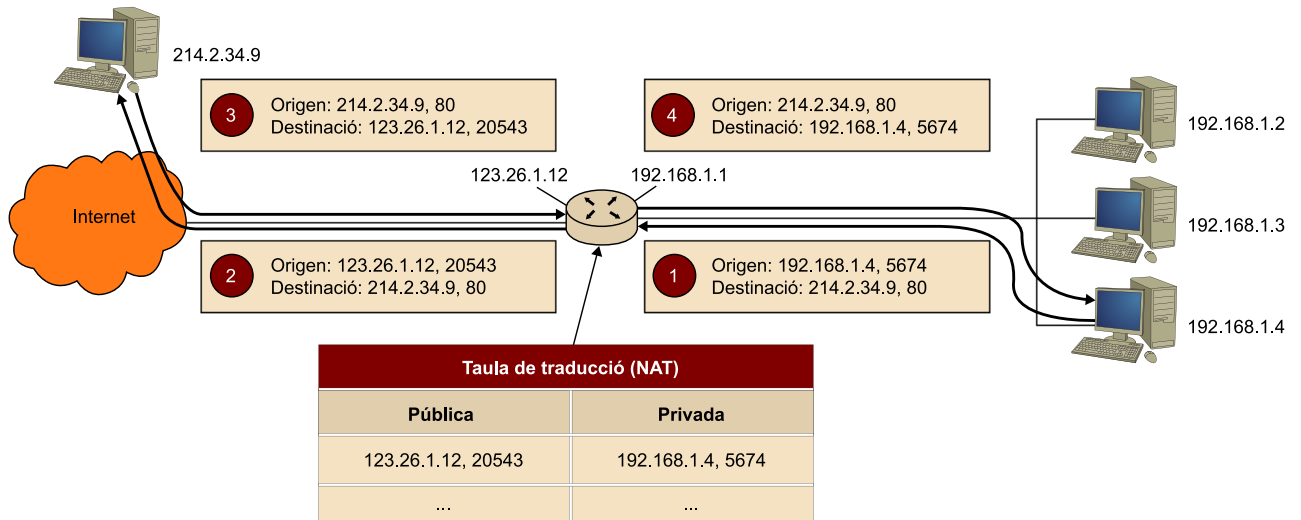 214.2.34.9
3
Origen: 214.2.34.9, 80
Destinació: 123.26.1.12, 20543
4
Origen: 214.2.34.9, 80
Destinació: 192.168.1.4, 5674
192.168.1.2
123.26.1.12
192.168.1.1
Internet
192.168.1.3
2
Origen: 123.26.1.12, 20543
Destinació: 214.2.34.9, 80
1
Origen: 192.168.1.4, 5674
Destinació: 214.2.34.9, 80
192.168.1.4
Taula de traducció (NAT)
Pública
Privada
123.26.1.12, 20543
192.168.1.4, 5674
...
...